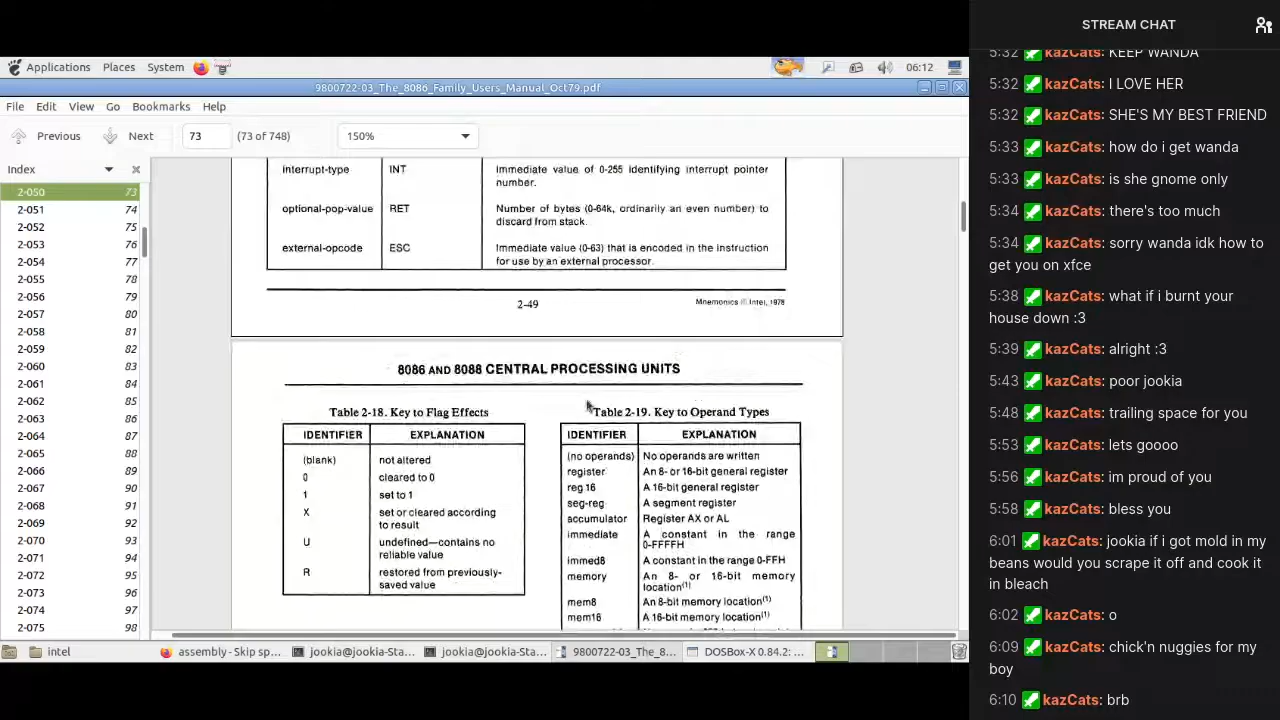 Applications Places System 06:12
9800722-03_The_8086_Family_Users_Manual_Oct79.pdf
File Edit View Go Bookmarks Help
Previous Next 73 (73 of 748) 150%
Index
2-050 73
2-051 74
2-052 75
2-053 76
2-054 77
2-055 78
2-056 79
2-057 80
2-058 81
2-059 82
2-060 83
2-061 84
2-062 85
2-063 86
2-064 87
2-065 88
2-066 89
2-067 90
2-068 91
2-069 92
2-070 93
2-071 94
2-072 95
2-073 96
2-074 97
2-075 98
interrupt-type INT Immediate value of 0-255 identifying interrupt pointer
number.
optional-pop-value RET Number of bytes (0-64k, ordinarily an even number) to
discard from stack.
external-opcode ESC Immediate value (0-63) that is encoded in the instruction
for use by an external processor.
2-49 Mnemonics © Intel, 1978
8086 AND 8088 CENTRAL PROCESSING UNITS
Table 2-18. Key to Flag Effects
IDENTIFIER EXPLANATION
(blank) not altered
0 cleared to 0
1 set to 1
X set or cleared according
to result
U undefined—contains no
reliable value
R restored from previously-
saved value
Table 2-19. Key to Operand Types
IDENTIFIER EXPLANATION
(no operands) No operands are written
register An 8- or 16-bit general register
reg 16 A 16-bit general register
seg-reg A segment register
accumulator Register AX or AL
immediate A constant in the range
0-FFFFH
immed8 A constant in the range 0-FFH
memory An 8- or 16-bit memory
location(1)
mem8 An 8-bit memory location(1)
mem16 A 16-bit memory location(1)
intel assembly - Skip sp... jookia@jookia-Sta... jookia@jookia-Sta... 9800722-03_The_8... DOSBox-X 0.84.2: ...
STREAM CHAT
5:32 kazCats: KEEP WANDA
5:32 kazCats: I LOVE HER
5:32 kazCats: SHE'S MY BEST FRIEND
5:33 kazCats: how do i get wanda
5:33 kazCats: is she gnome only
5:34 kazCats: there's too much
5:34 kazCats: sorry wanda idk how to
get you on xfce
5:38 kazCats: what if i burnt your
house down :3
5:39 kazCats: alright :3
5:43 kazCats: poor jookia
5:48 kazCats: trailing space for you
5:53 kazCats: lets goooo
5:56 kazCats: im proud of you
5:58 kazCats: bless you
6:01 kazCats: jookia if i got mold in my
beans would you scrape it off and cook it
in bleach
6:02 kazCats: o
6:09 kazCats: chick'n nuggies for my
boy
6:10 kazCats: brb